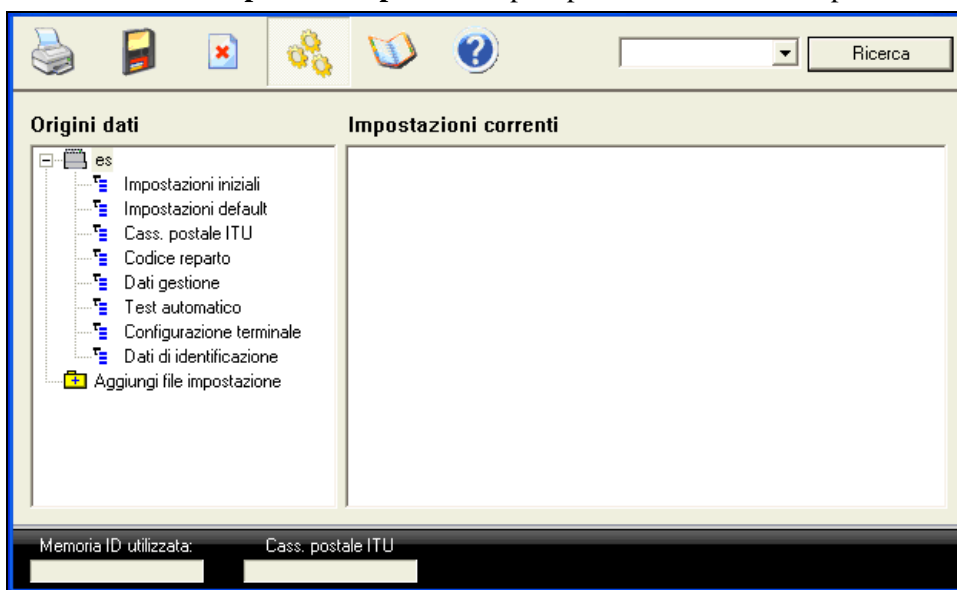 Ricerca
Origini dati
Impostazioni correnti
es
Impostazioni iniziali
Impostazioni default
Cass. postale ITU
Codice reparto
Dati gestione
Test automatico
Configurazione terminale
Dati di identificazione
Aggiungi file impostazione
Memoria ID utilizzata:
Cass. postale ITU